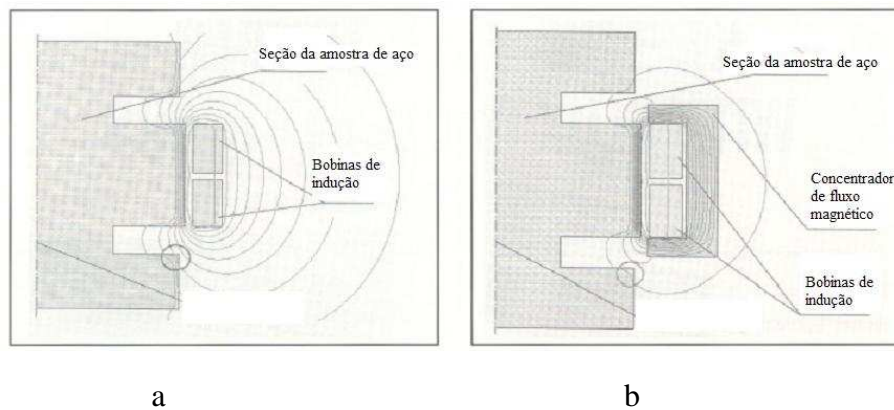 Seção da amostra de aço
Bobinas de
indução
a
Seção da amostra de aço
Concentrador
de fluxo
magnético
Bobinas de
indução
b